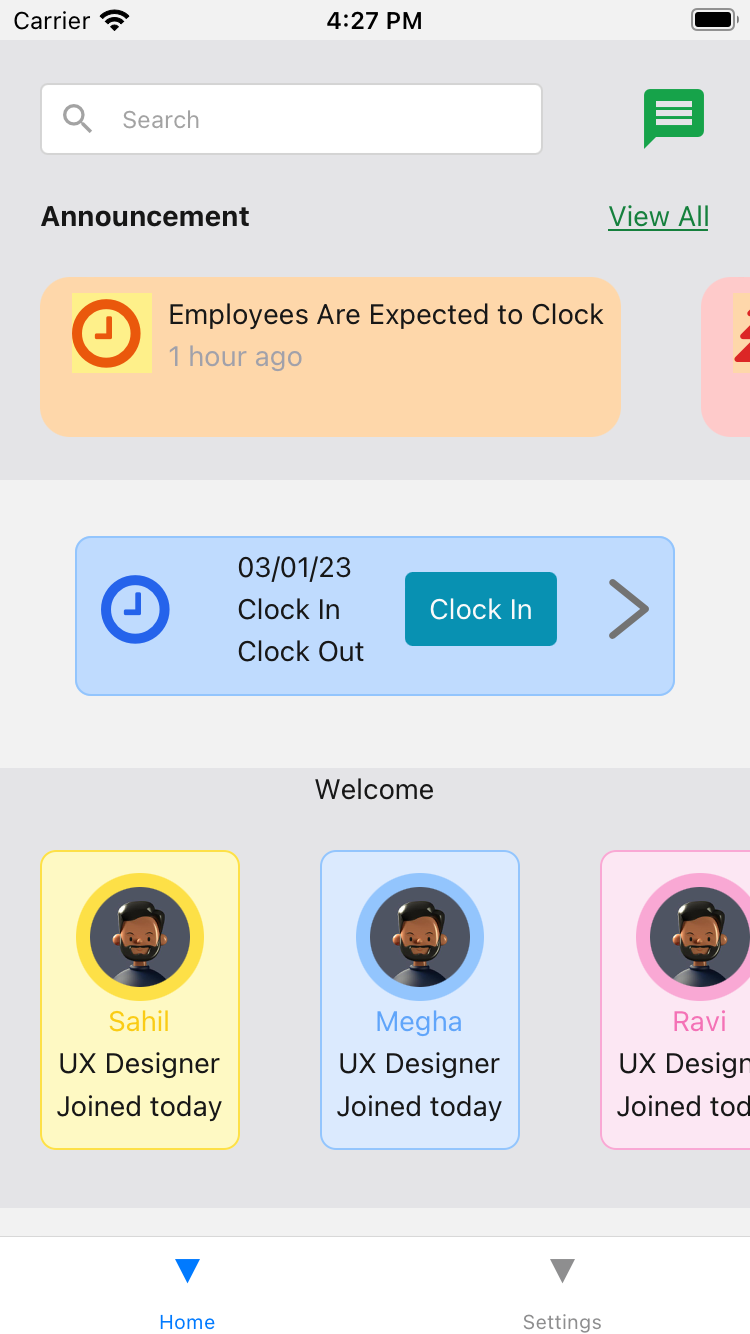 Carrier 4:27 PM
Search
Announcement View All
Employees Are Expected to Clock
1 hour ago
03/01/23
Clock In
Clock Out
Clock In
Welcome
Sahil
UX Designer
Joined today
Megha
UX Designer
Joined today
Ravi
UX Design
Joined tod
Home Settings